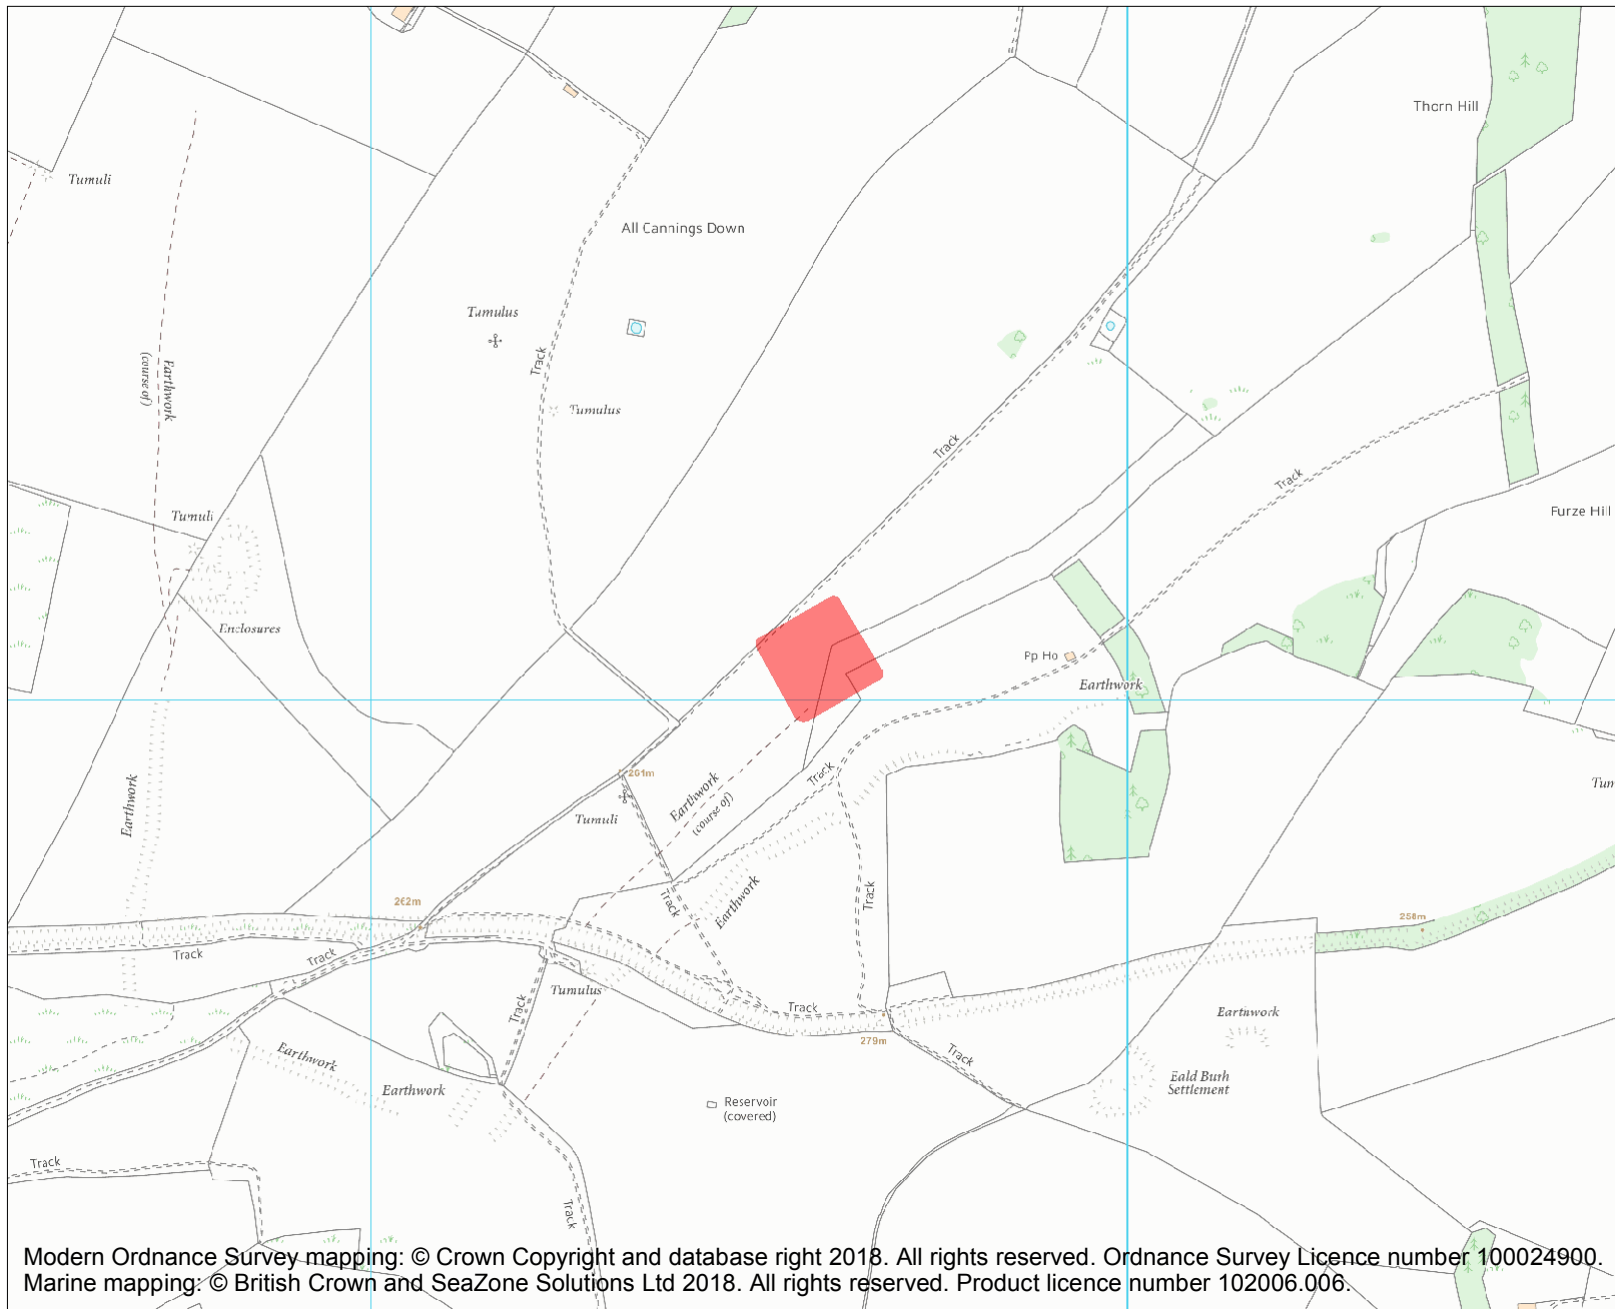 Thorn Hill
Tumuli
All Cannings Down
Tumulus
Track
Earthwork
(course of)
Tumulus
Track
Track
Furze Hill
Tumuli
Enclosures
Pp Ho
Earthwork
261m
Earthwork
(course of)
Track
Tumuli
Earthwork
Track
Earthwork
Track
262m
258m
Track
Track
Tumulus
Track
Track
279m
Earthwork
Track
Earthwork
Earthwork
Reservoir
(covered)
Settlement
Track
Track
Modern Ordnance Survey mapping: © Crown Copyright and database right 2018. All rights reserved. Ordnance Survey Licence number 100024900.
Marine mapping: © British Crown and SeaZone Solutions Ltd 2018. All rights reserved. Product licence number 102006.006.